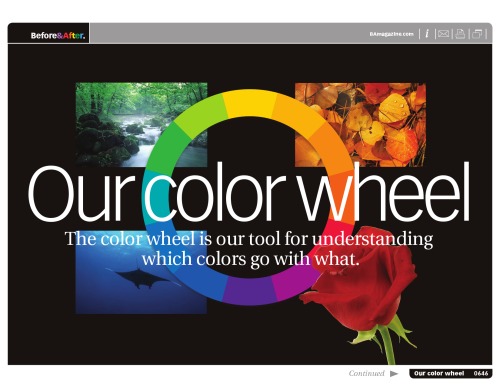 Before&After.
BAmagazine.com
i
Our color wheel
The color wheel is our tool for understanding
which colors go with what.
Continued
Our color wheel 0646